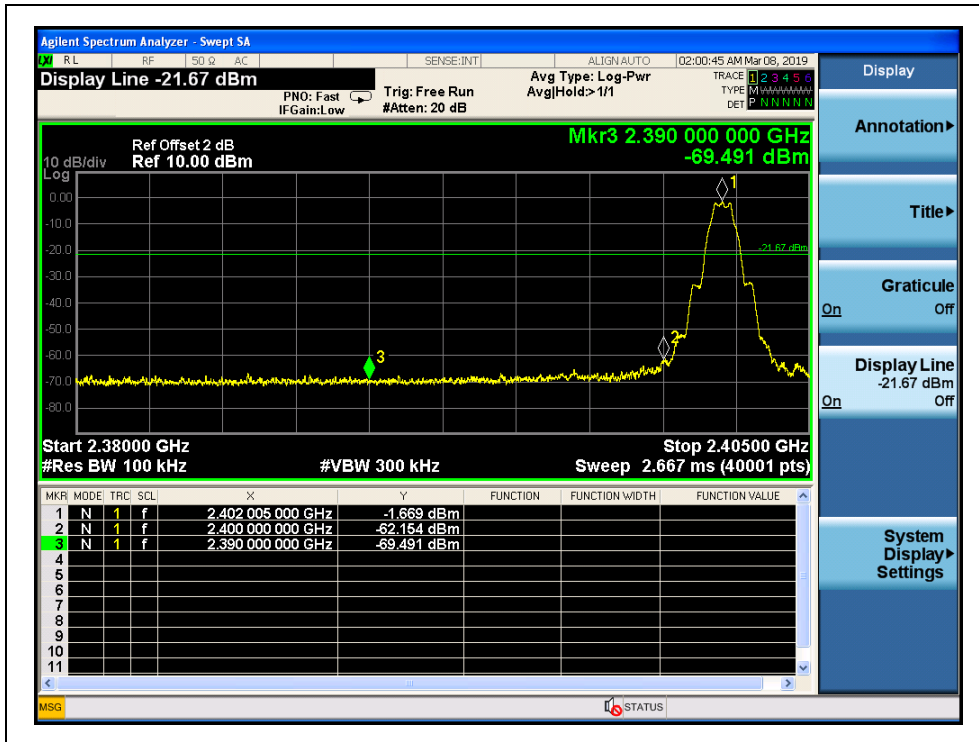 Agilent Spectrum Analyzer - Swept SA
LXI RL RF 50 Ω AC SENSE:INT ALIGN AUTO 02:00:45 AM Mar 08, 2019
Display Line -21.67 dBm
PNO: Fast
IFGain:Low
Trig: Free Run
#Atten: 20 dB
Avg Type: Log-Pwr
Avg|Hold:>1/1
TRACE 1 2 3 4 5 6
TYPE M
DET P N N N N N
Mkr3 2.390 000 000 GHz
-69.491 dBm
Ref Offset 2 dB
10 dB/div Ref 10.00 dBm
Log
1
0.00
-10.0
-20.0
-21.67 dBm
-30.0
-40.0
-50.0
2
-60.0
3
-70.0
-80.0
Start 2.38000 GHz Stop 2.40500 GHz
#Res BW 100 kHz #VBW 300 kHz Sweep 2.667 ms (40001 pts)
MKR MODE TRC SCL X Y FUNCTION FUNCTION WIDTH FUNCTION VALUE
1 N 1 f 2.402 005 000 GHz -1.669 dBm
2 N 1 f 2.400 000 000 GHz -62.154 dBm
3 N 1 f 2.390 000 000 GHz -69.491 dBm
4
5
6
7
8
9
10
11
MSG STATUS
Display
Annotation
Title
Graticule
On Off
Display Line
-21.67 dBm
On Off
System
Display
Settings